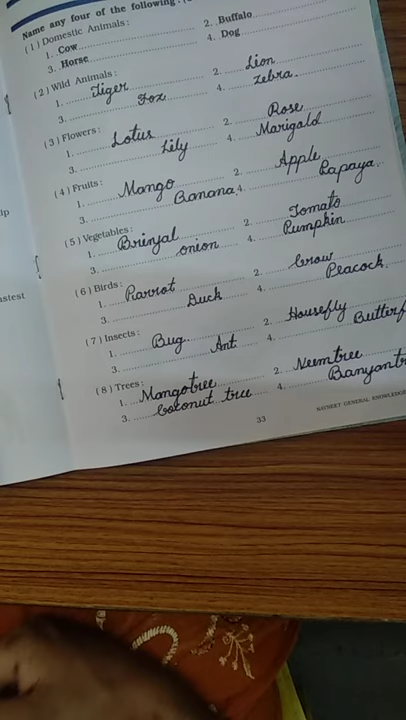 Name any four of the following:
(1) Domestic Animals:
1. Cow 2. Buffalo
3. Horse 4. Dog
(2) Wild Animals:
1. Tiger 2. Lion
3. Fox 4. Zebra.
(3) Flowers:
1. Lotus 2. Rose
3. Lily 4. Marigold
(4) Fruits:
1. Mango 2. Apple
3. Banana 4. Papaya.
(5) Vegetables:
1. Brinjal 2. Tomato
3. onion 4. Pumpkin
(6) Birds:
1. Parrot 2. Crow
3. Duck 4. Peacock.
(7) Insects:
1. Bug. 2. Housefly
3. Ant 4. Butterf
(8) Trees:
1. Mangotree 2. Neemtree
3. Coconut tree 4. Banyantr
33
NAVNEET GENERAL KNOWLEDGE